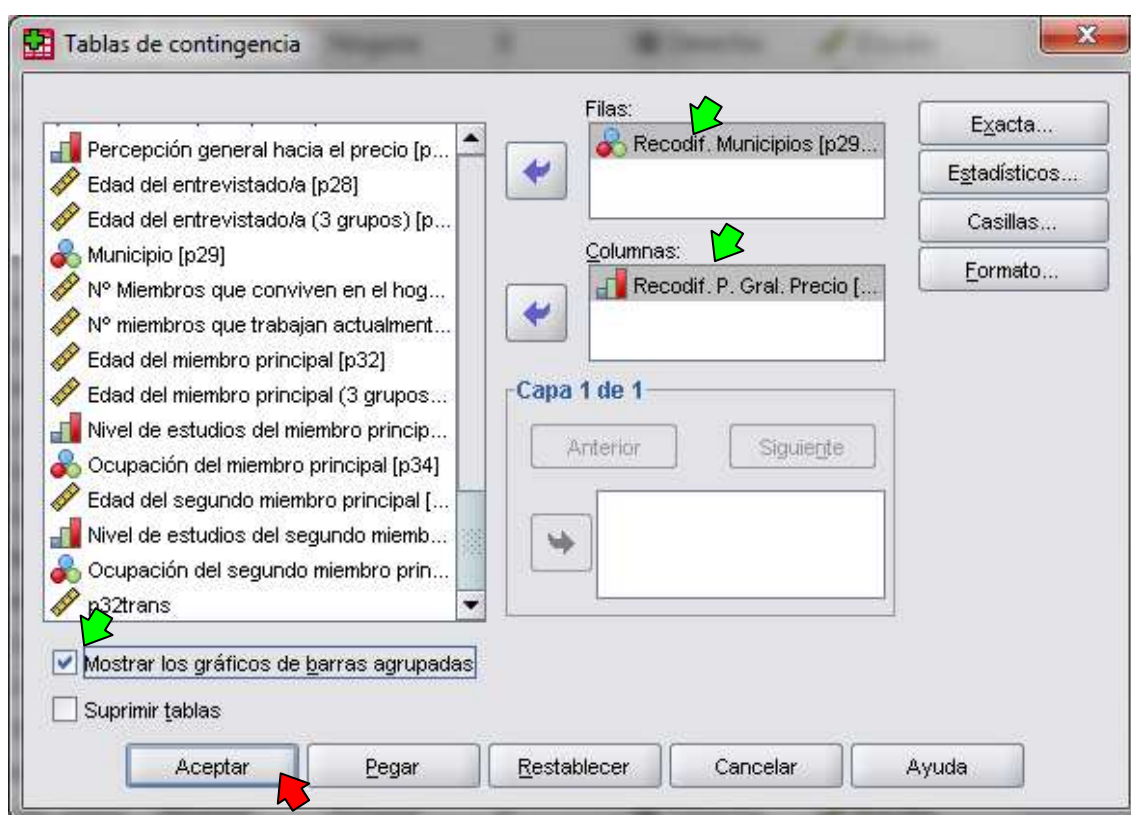 Tablas de contingencia
Percepción general hacia el precio [p...
Edad del entrevistado/a [p28]
Edad del entrevistado/a (3 grupos) [p...
Municipio [p29]
Nº Miembros que conviven en el hog...
Nº miembros que trabajan actualment...
Edad del miembro principal [p32]
Edad del miembro principal (3 grupos...
Nivel de estudios del miembro princip...
Ocupación del miembro principal [p34]
Edad del segundo miembro principal [...
Nivel de estudios del segundo miemb...
Ocupación del segundo miembro prin...
p32trans
Mostrar los gráficos de barras agrupadas
Suprimir tablas
Filas:
Recodif. Municipios [p29...
Columnas:
Recodif. P. Gral. Precio [...
Capa 1 de 1
Anterior
Siguiente
Exacta...
Estadísticos...
Casillas...
Formato...
Aceptar
Pegar
Restablecer
Cancelar
Ayuda